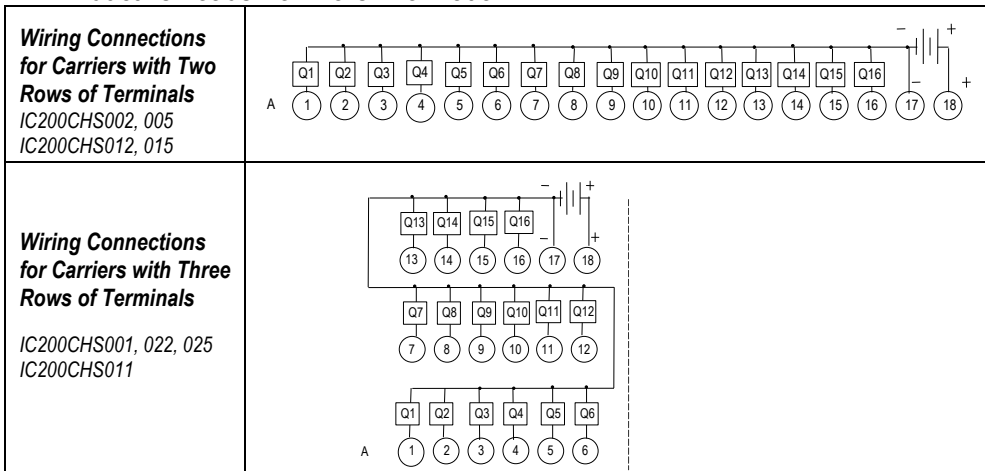 Wiring Connections
for Carriers with Two
Rows of Terminals
IC200CHS002, 005
IC200CHS012, 015
− +
Q1 Q2 Q3 Q4 Q5 Q6 Q7 Q8 Q9 Q10 Q11 Q12 Q13 Q14 Q15 Q16 − +
A 1 2 3 4 5 6 7 8 9 10 11 12 13 14 15 16 17 18
Wiring Connections
for Carriers with Three
Rows of Terminals
IC200CHS001, 022, 025
IC200CHS011
− +
Q13 Q14 Q15 Q16 − +
13 14 15 16 17 18
Q7 Q8 Q9 Q10 Q11 Q12
7 8 9 10 11 12
Q1 Q2 Q3 Q4 Q5 Q6
A 1 2 3 4 5 6